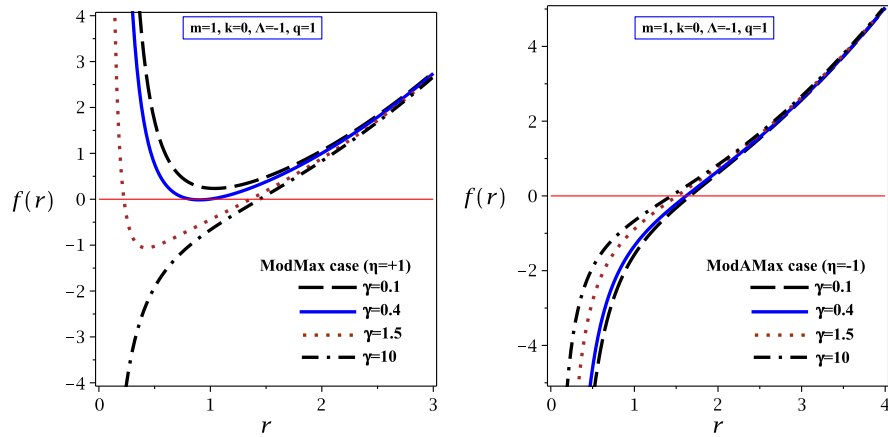 m=1, k=0, Λ=-1, q=1
4
3
2
1
0
-1
-2
-3
-4
f(r)
ModMax case (η=+1)
γ=0.1
γ=0.4
γ=1.5
γ=10
0 1 2 3
r
m=1, k=0, Λ=-1, q=1
4
2
0
-2
-4
f(r)
ModAMax case (η=-1)
γ=0.1
γ=0.4
γ=1.5
γ=10
0 1 2 3 4
r